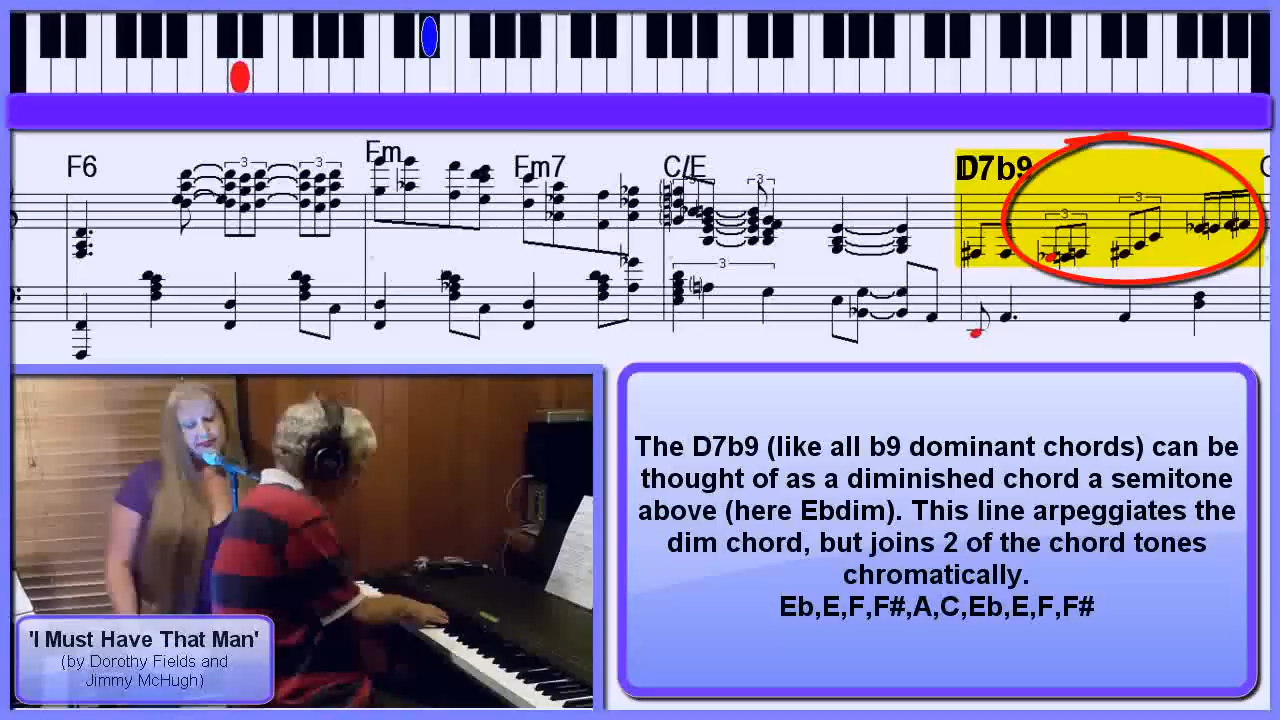 F6
Fm
Fm7
C/E
D7b9
3
3
3
3
3
3
3
'I Must Have That Man'
(by Dorothy Fields and
Jimmy McHugh)
The D7b9 (like all b9 dominant chords) can be
thought of as a diminished chord a semitone
above (here Ebdim). This line arpeggiates the
dim chord, but joins 2 of the chord tones
chromatically.
Eb,E,F,F#,A,C,Eb,E,F,F#